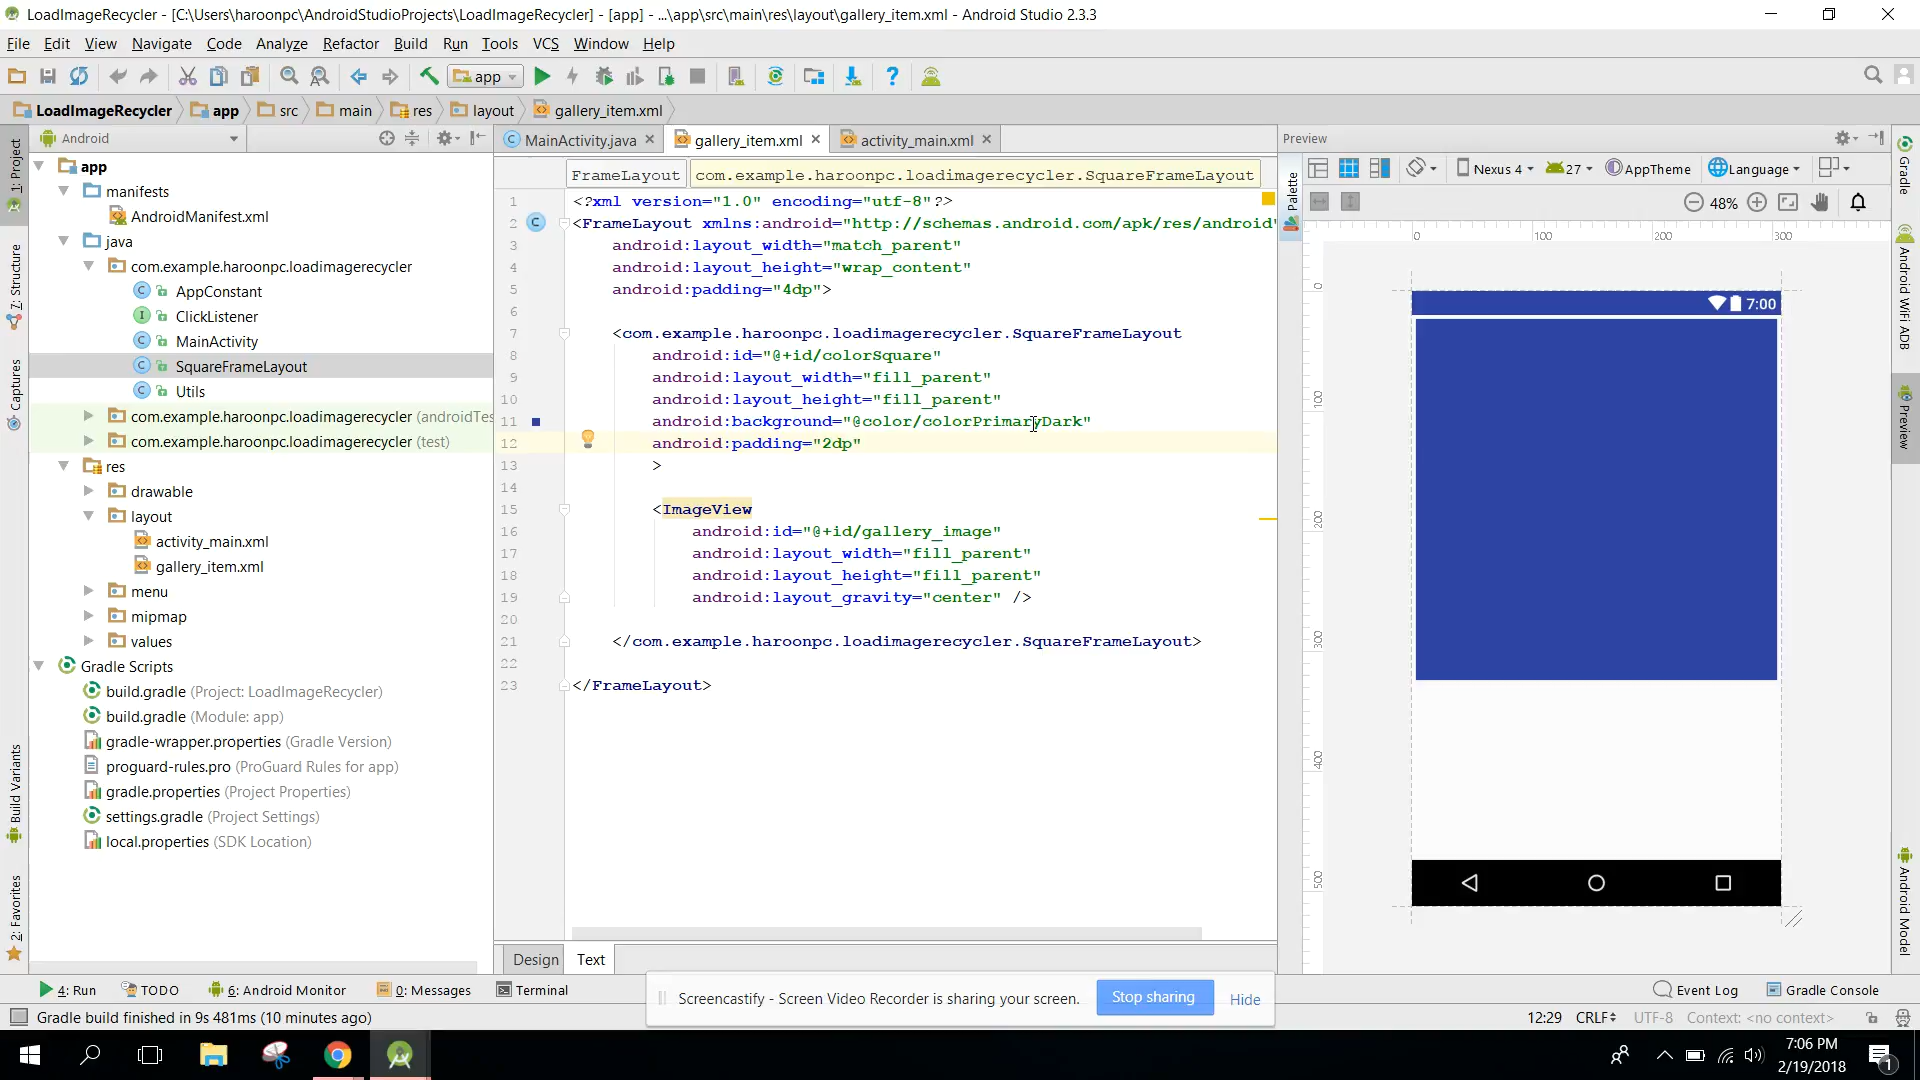 LoadImageRecycler - [C:\Users\haroonpc\AndroidStudioProjects\LoadImageRecycler] - [app] - ...\app\src\main\res\layout\gallery_item.xml - Android Studio 2.3.3
File Edit View Navigate Code Analyze Refactor Build Run Tools VCS Window Help
app
LoadImageRecycler app src main res layout gallery_item.xml
Android
MainActivity.java gallery_item.xml activity_main.xml
Preview
1: Project
7: Structure
Captures
Build Variants
2: Favorites
app
manifests
AndroidManifest.xml
java
com.example.haroonpc.loadimagerecycler
AppConstant
ClickListener
MainActivity
SquareFrameLayout
Utils
com.example.haroonpc.loadimagerecycler (androidTes
com.example.haroonpc.loadimagerecycler (test)
res
drawable
layout
activity_main.xml
gallery_item.xml
menu
mipmap
values
Gradle Scripts
build.gradle (Project: LoadImageRecycler)
build.gradle (Module: app)
gradle-wrapper.properties (Gradle Version)
proguard-rules.pro (ProGuard Rules for app)
gradle.properties (Project Properties)
settings.gradle (Project Settings)
local.properties (SDK Location)
FrameLayout com.example.haroonpc.loadimagerecycler.SquareFrameLayout
1 <?xml version="1.0" encoding="utf-8"?>
2 <FrameLayout xmlns:android="http://schemas.android.com/apk/res/android"
3 android:layout_width="match_parent"
4 android:layout_height="wrap_content"
5 android:padding="4dp">
6
7 <com.example.haroonpc.loadimagerecycler.SquareFrameLayout
8 android:id="@+id/colorSquare"
9 android:layout_width="fill_parent"
10 android:layout_height="fill_parent"
11 android:background="@color/colorPrimaryDark"
12 android:padding="2dp"
13 >
14
15 <ImageView
16 android:id="@+id/gallery_image"
17 android:layout_width="fill_parent"
18 android:layout_height="fill_parent"
19 android:layout_gravity="center" />
20
21 </com.example.haroonpc.loadimagerecycler.SquareFrameLayout>
22
23 </FrameLayout>
Design Text
Palette
Nexus 4 27 AppTheme Language
48%
0 100 200 300
0
100
200
300
400
500
7:00
Gradle
Android WiFi ADB
Preview
Android Model
4: Run TODO 6: Android Monitor 0: Messages Terminal
Event Log Gradle Console
Screencastify - Screen Video Recorder is sharing your screen. Stop sharing Hide
Gradle build finished in 9s 481ms (10 minutes ago)
12:29 CRLF UTF-8 Context: <no context>
7:06 PM
2/19/2018
1